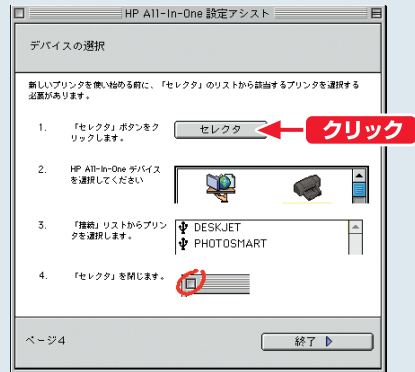 HP All-In-One 設定アシスト
デバイスの選択
新しいプリンタを使い始める前に、「セレクタ」のリストから該当するプリンタを選択する
必要があります。
1. 「セレクタ」ボタンをク
リックします。
セレクタ
クリック
2. HP All-In-One デバイス
を選択してください
3. 「接続」リストからプリン
タを選択します。
DESKJET
PHOTOSMART
4. 「セレクタ」を閉じます。
ページ4
終了